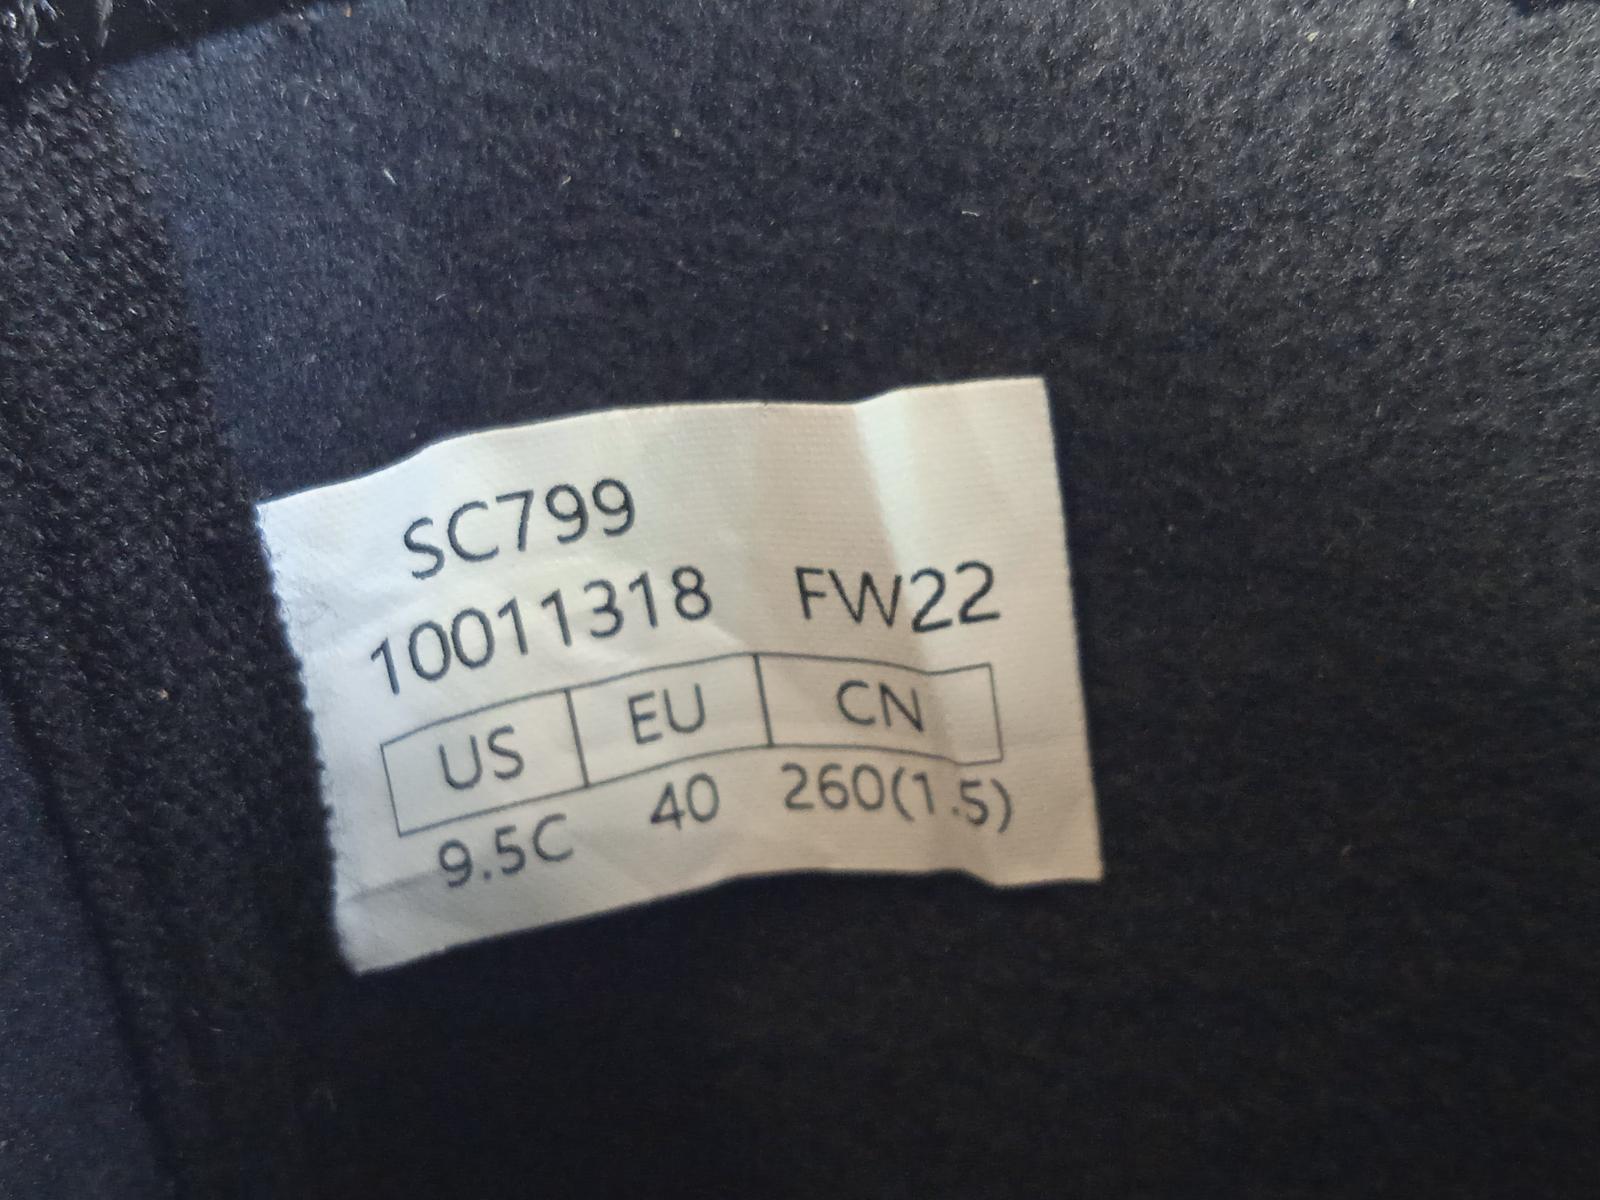 SC799
10011318 FW22
US EU CN
9.5C 40 260(1.5)